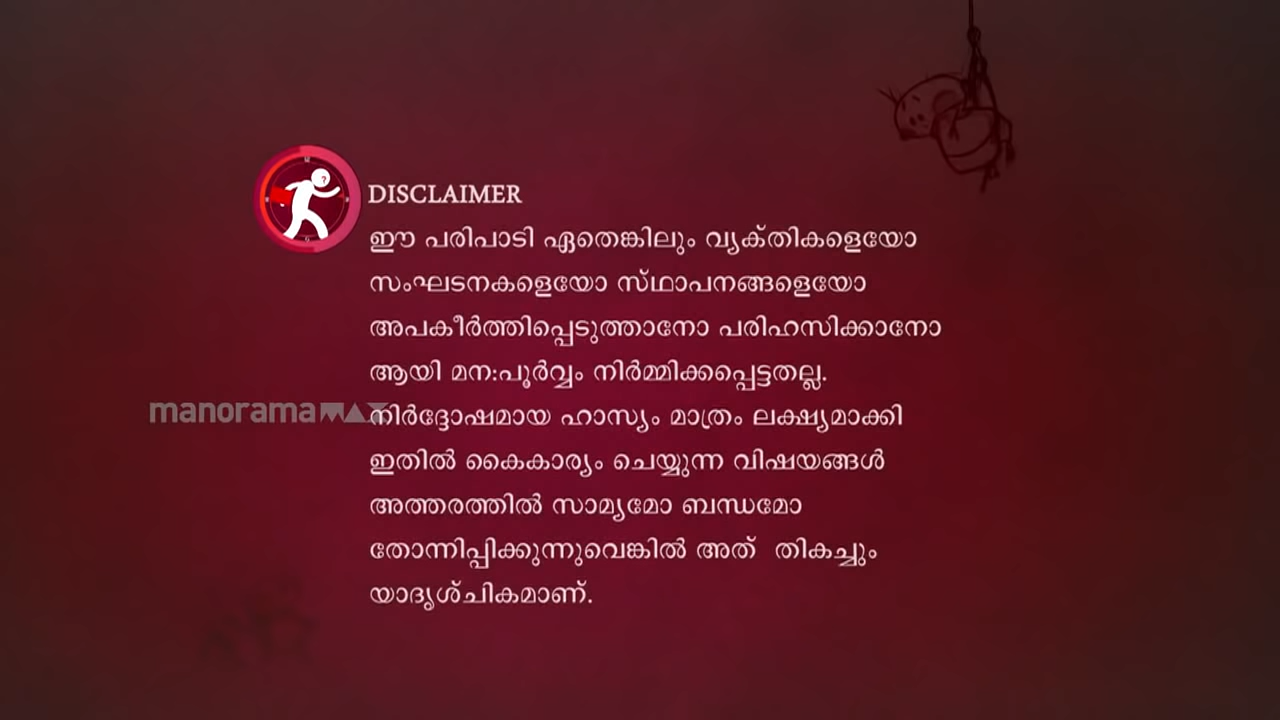 DISCLAIMER
ഈ പരിപാടി ഏതെങ്കിലും വ്യക്തികളെയോ
സംഘടനകളെയോ സ്ഥാപനങ്ങളെയോ
അപകീർത്തിപ്പെടുത്താനോ പരിഹസിക്കാനോ
ആയി മന:പൂർവ്വം നിർമ്മിക്കപ്പെട്ടതല്ല.
manoramaMAX
നിർദ്ദോഷമായ ഹാസ്യം മാത്രം ലക്ഷ്യമാക്കി
ഇതിൽ കൈകാര്യം ചെയ്യുന്ന വിഷയങ്ങൾ
അത്തരത്തിൽ സാമ്യമോ ബന്ധമോ
തോന്നിപ്പിക്കുന്നുവെങ്കിൽ അത് തികച്ചും
യാദൃശ്ചികമാണ്.